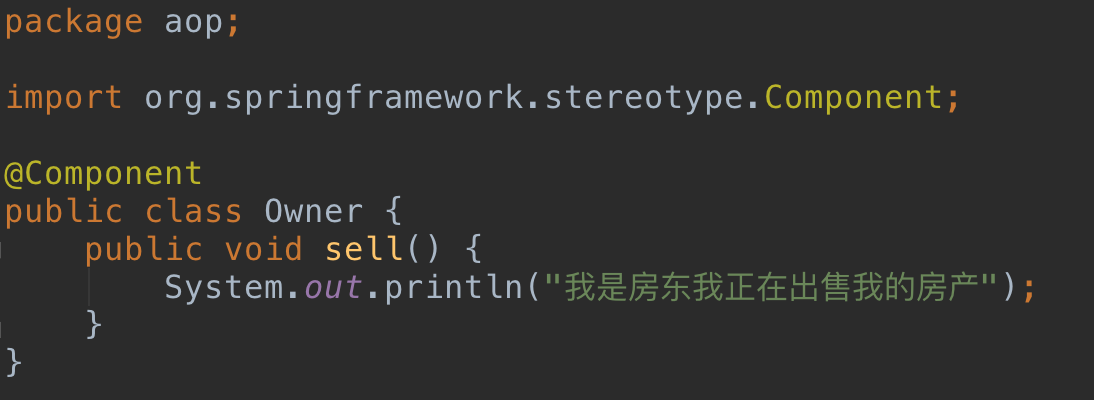 package aop;
import org.springframework.stereotype.Component;
@Component
public class Owner {
public void sell() {
System.out.println("我是房东我正在出售我的房产");
}
}